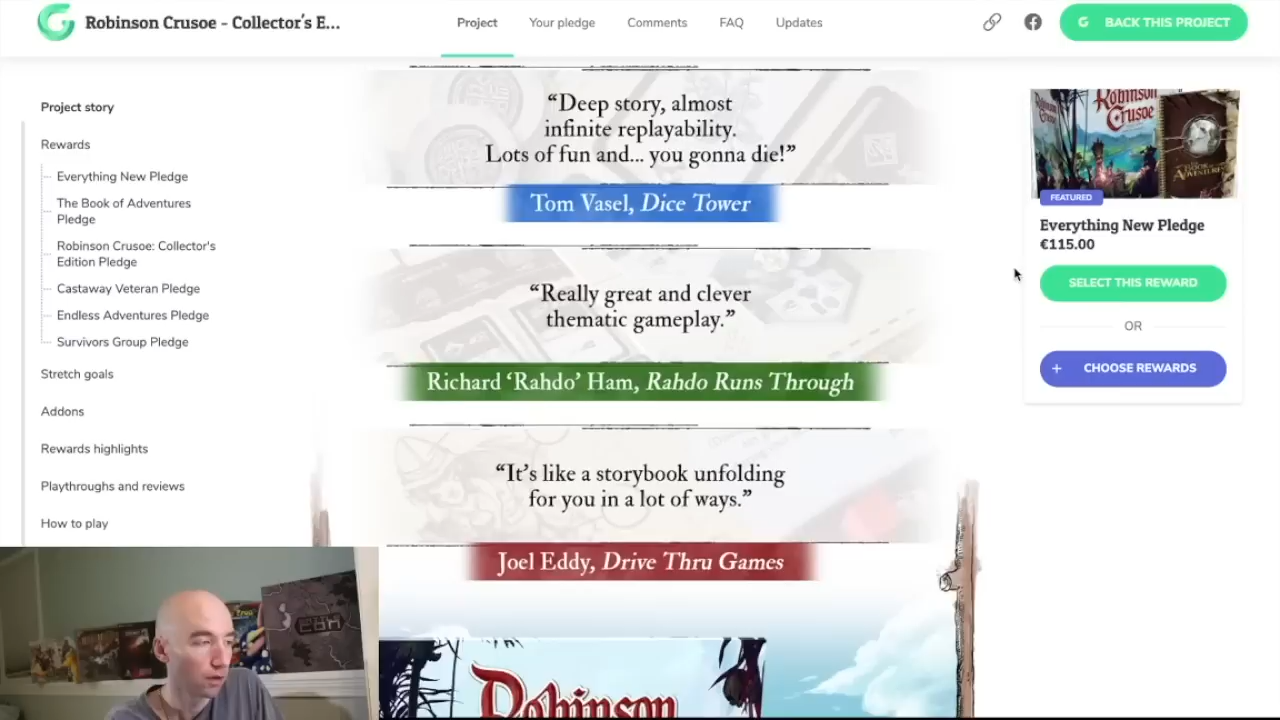 Robinson Crusoe - Collector's E...
Project
Your pledge
Comments
FAQ
Updates
BACK THIS PROJECT
Project story
Rewards
Everything New Pledge
The Book of Adventures
Pledge
Robinson Crusoe: Collector's
Edition Pledge
Castaway Veteran Pledge
Endless Adventures Pledge
Survivors Group Pledge
Stretch goals
Addons
Rewards highlights
Playthroughs and reviews
How to play
“Deep story, almost
infinite replayability.
Lots of fun and... you gonna die!”
Tom Vasel, Dice Tower
“Really great and clever
thematic gameplay.”
Richard ‘Rahdo’ Ham, Rahdo Runs Through
“It’s like a storybook unfolding
for you in a lot of ways.”
Joel Eddy, Drive Thru Games
Robinson
Robinson
Crusoe
FEATURED
Everything New Pledge
€115.00
SELECT THIS REWARD
OR
+ CHOOSE REWARDS